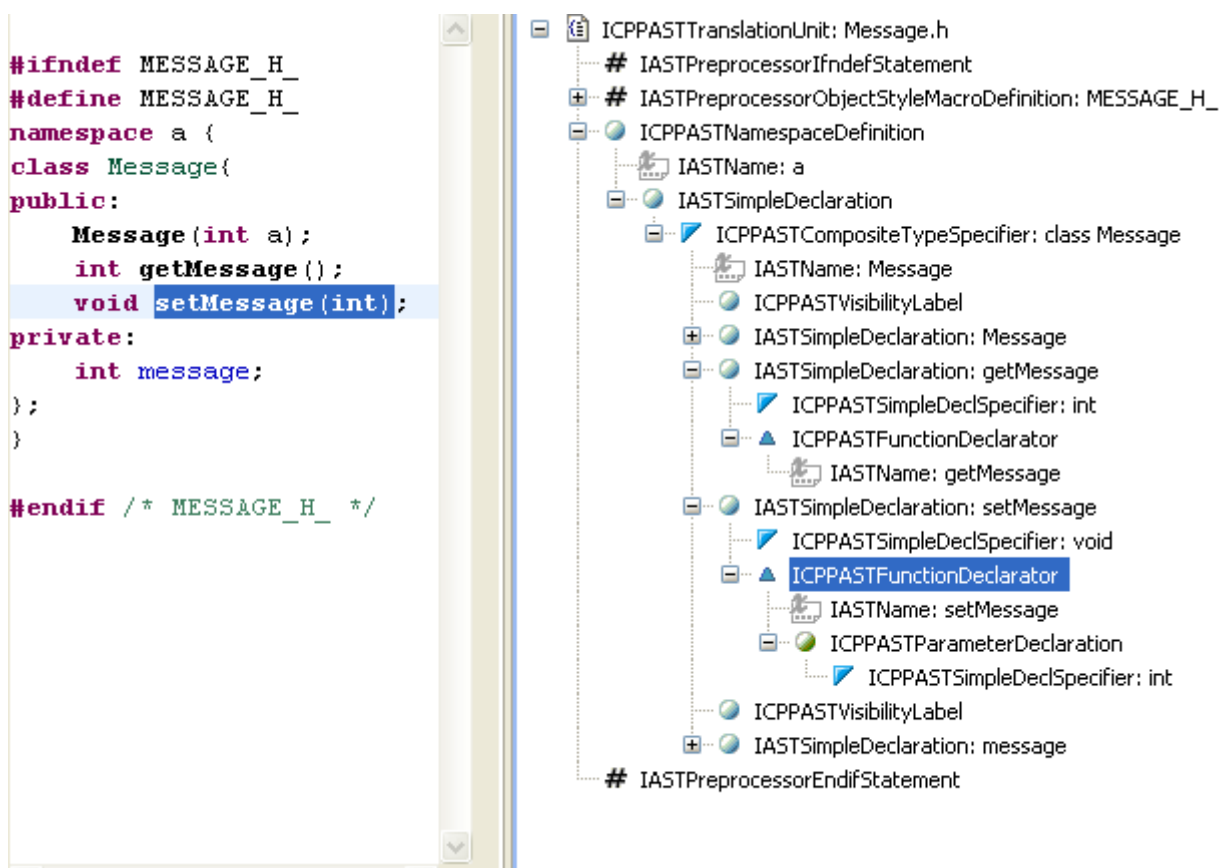 #ifndef MESSAGE_H_
#define MESSAGE_H_
namespace a {
class Message{
public:
    Message(int a);
    int getMessage();
    void setMessage(int);
private:
    int message;
};
}
#endif /* MESSAGE_H_ */
ICPPASTTranslationUnit: Message.h
# IASTPreprocessorIfndefStatement
# IASTPreprocessorObjectStyleMacroDefinition: MESSAGE_H_
ICPPASTNamespaceDefinition
IASTName: a
IASTSimpleDeclaration
ICPPASTCompositeTypeSpecifier: class Message
IASTName: Message
ICPPASTVisibilityLabel
IASTSimpleDeclaration: Message
IASTSimpleDeclaration: getMessage
ICPPASTSimpleDeclSpecifier: int
ICPPASTFunctionDeclarator
IASTName: getMessage
IASTSimpleDeclaration: setMessage
ICPPASTSimpleDeclSpecifier: void
ICPPASTFunctionDeclarator
IASTName: setMessage
ICPPASTParameterDeclaration
ICPPASTSimpleDeclSpecifier: int
ICPPASTVisibilityLabel
IASTSimpleDeclaration: message
# IASTPreprocessorEndifStatement